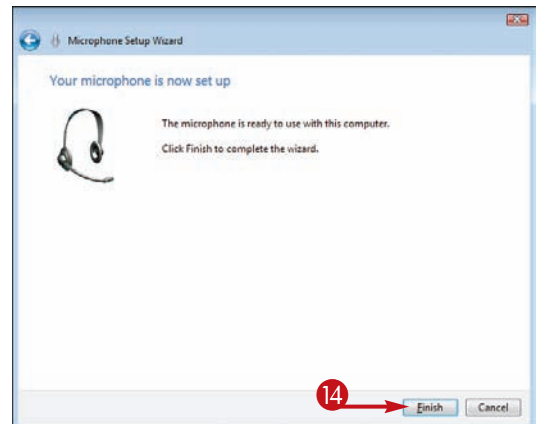 Microphone Setup Wizard
Your microphone is now set up
The microphone is ready to use with this computer.
Click Finish to complete the wizard.
14
Finish Cancel